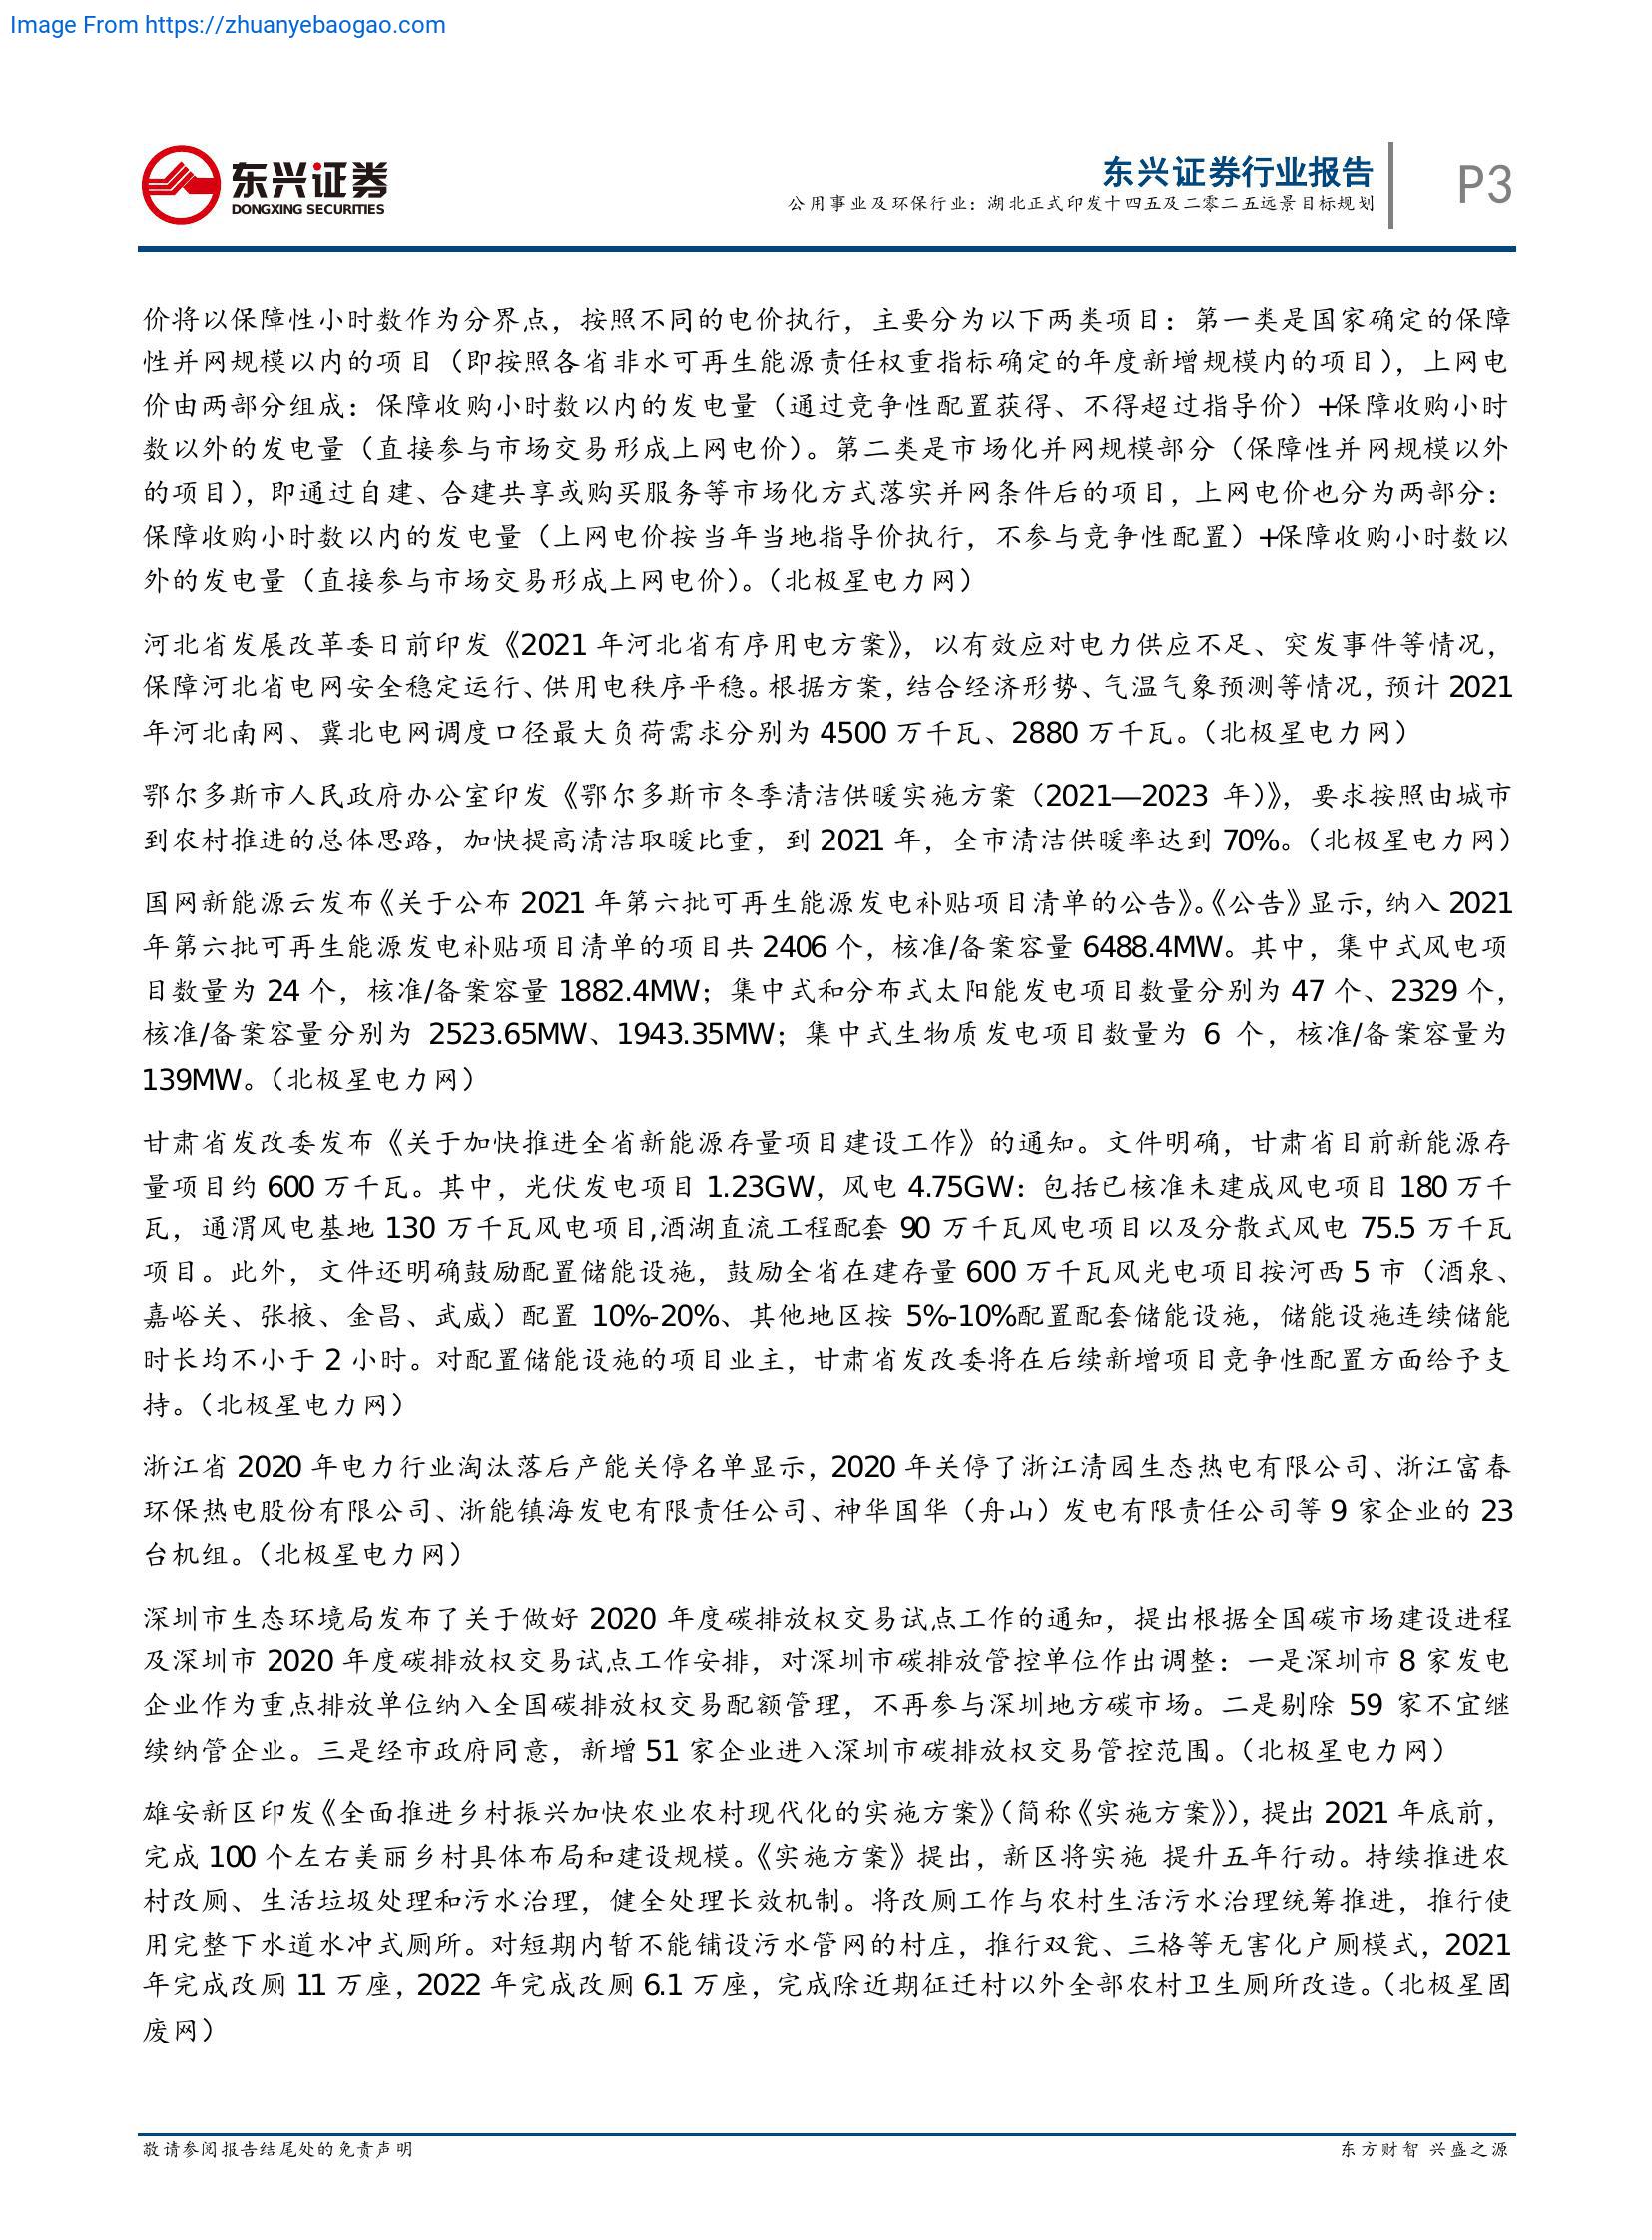 Image From https://zhuanyebaogao.com
东兴证券
DONGXING SECURITIES
东兴证券行业报告
公用事业及环保行业：湖北正式印发十四五及二零二五远景目标规划
P3
价将以保障性小时数作为分界点，按照不同的电价执行，主要分为以下两类项目：第一类是国家确定的保障
性并网规模以内的项目（即按照各省非水可再生能源责任权重指标确定的年度新增规模内的项目），上网电
价由两部分组成：保障收购小时数以内的发电量（通过竞争性配置获得、不得超过指导价）+保障收购小时
数以外的发电量（直接参与市场交易形成上网电价）。第二类是市场化并网规模部分（保障性并网规模以外
的项目），即通过自建、合建共享或购买服务等市场化方式落实并网条件后的项目，上网电价也分为两部分：
保障收购小时数以内的发电量（上网电价按当年当地指导价执行，不参与竞争性配置）+保障收购小时数以
外的发电量（直接参与市场交易形成上网电价）。（北极星电力网）
河北省发展改革委日前印发《2021 年河北省有序用电方案》，以有效应对电力供应不足、突发事件等情况，
保障河北省电网安全稳定运行、供用电秩序平稳。根据方案，结合经济形势、气温气象预测等情况，预计 2021
年河北南网、冀北电网调度口径最大负荷需求分别为 4500 万千瓦、2880 万千瓦。（北极星电力网）
鄂尔多斯市人民政府办公室印发《鄂尔多斯市冬季清洁供暖实施方案（2021—2023 年）》，要求按照由城市
到农村推进的总体思路，加快提高清洁取暖比重，到 2021 年，全市清洁供暖率达到 70%。（北极星电力网）
国网新能源云发布《关于公布 2021 年第六批可再生能源发电补贴项目清单的公告》。《公告》显示，纳入 2021
年第六批可再生能源发电补贴项目清单的项目共 2406 个，核准/备案容量 6488.4MW。其中，集中式风电项
目数量为 24 个，核准/备案容量 1882.4MW；集中式和分布式太阳能发电项目数量分别为 47 个、2329 个，
核准/备案容量分别为 2523.65MW、1943.35MW；集中式生物质发电项目数量为 6 个，核准/备案容量为
139MW。（北极星电力网）
甘肃省发改委发布《关于加快推进全省新能源存量项目建设工作》的通知。文件明确，甘肃省目前新能源存
量项目约 600 万千瓦。其中，光伏发电项目 1.23GW，风电 4.75GW：包括已核准未建成风电项目 180 万千
瓦，通渭风电基地 130 万千瓦风电项目,酒湖直流工程配套 90 万千瓦风电项目以及分散式风电 75.5 万千瓦
项目。此外，文件还明确鼓励配置储能设施，鼓励全省在建存量 600 万千瓦风光电项目按河西 5 市（酒泉、
嘉峪关、张掖、金昌、武威）配置 10%-20%、其他地区按 5%-10%配置配套储能设施，储能设施连续储能
时长均不小于 2 小时。对配置储能设施的项目业主，甘肃省发改委将在后续新增项目竞争性配置方面给予支
持。（北极星电力网）
浙江省 2020 年电力行业淘汰落后产能关停名单显示，2020 年关停了浙江清园生态热电有限公司、浙江富春
环保热电股份有限公司、浙能镇海发电有限责任公司、神华国华（舟山）发电有限责任公司等 9 家企业的 23
台机组。（北极星电力网）
深圳市生态环境局发布了关于做好 2020 年度碳排放权交易试点工作的通知，提出根据全国碳市场建设进程
及深圳市 2020 年度碳排放权交易试点工作安排，对深圳市碳排放管控单位作出调整：一是深圳市 8 家发电
企业作为重点排放单位纳入全国碳排放权交易配额管理，不再参与深圳地方碳市场。二是剔除 59 家不宜继
续纳管企业。三是经市政府同意，新增 51 家企业进入深圳市碳排放权交易管控范围。（北极星电力网）
雄安新区印发《全面推进乡村振兴加快农业农村现代化的实施方案》（简称《实施方案》），提出 2021 年底前，
完成 100 个左右美丽乡村具体布局和建设规模。《实施方案》提出，新区将实施 提升五年行动。持续推进农
村改厕、生活垃圾处理和污水治理，健全处理长效机制。将改厕工作与农村生活污水治理统筹推进，推行使
用完整下水道水冲式厕所。对短期内暂不能铺设污水管网的村庄，推行双瓮、三格等无害化户厕模式，2021
年完成改厕 11 万座，2022 年完成改厕 6.1 万座，完成除近期征迁村以外全部农村卫生厕所改造。（北极星固
废网）
敬请参阅报告结尾处的免责声明
东方财智 兴盛之源